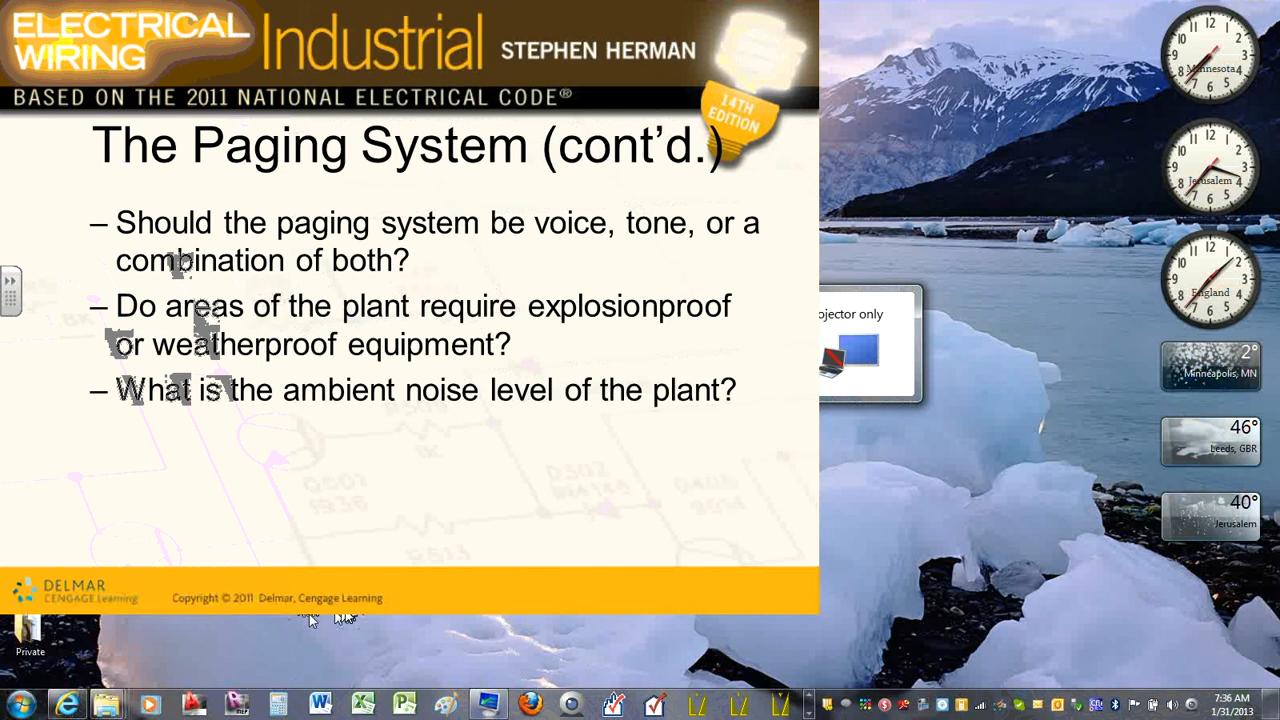 ELECTRICAL
WIRING
Industrial
STEPHEN HERMAN
BASED ON THE 2011 NATIONAL ELECTRICAL CODE®
14TH
EDITION
The Paging System (cont’d.)
– Should the paging system be voice, tone, or a
combination of both?
– Do areas of the plant require explosionproof
or weatherproof equipment?
– What is the ambient noise level of the plant?
DELMAR
CENGAGE Learning
Copyright © 2011 Delmar, Cengage Learning
ojector only
Minnesota
Jerusalem
England
2°
Minneapolis, MN
46°
Leeds, GBR
40°
Jerusalem
Private
7:36 AM
1/31/2013